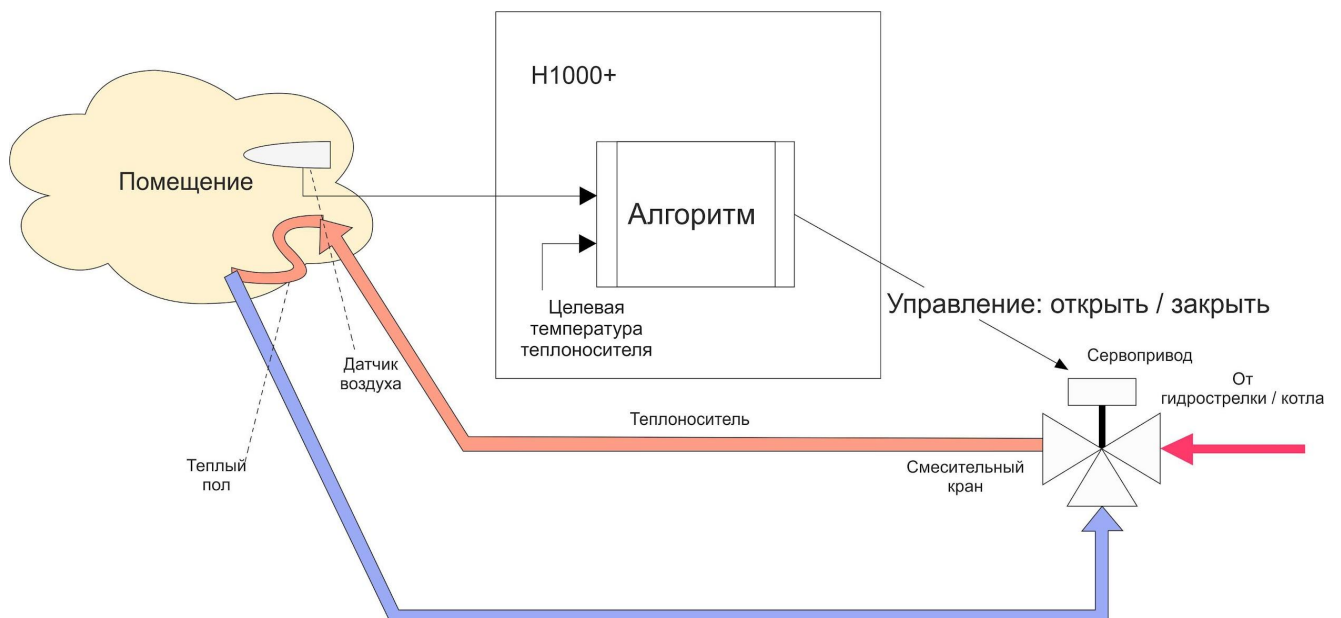 H1000+
Помещение
Алгоритм
Целевая
температура
теплоносителя
Управление: открыть / закрыть
Датчик
воздуха
Сервопривод
От
гидрострелки / котла
Теплоноситель
Теплый
пол
Смесительный
кран